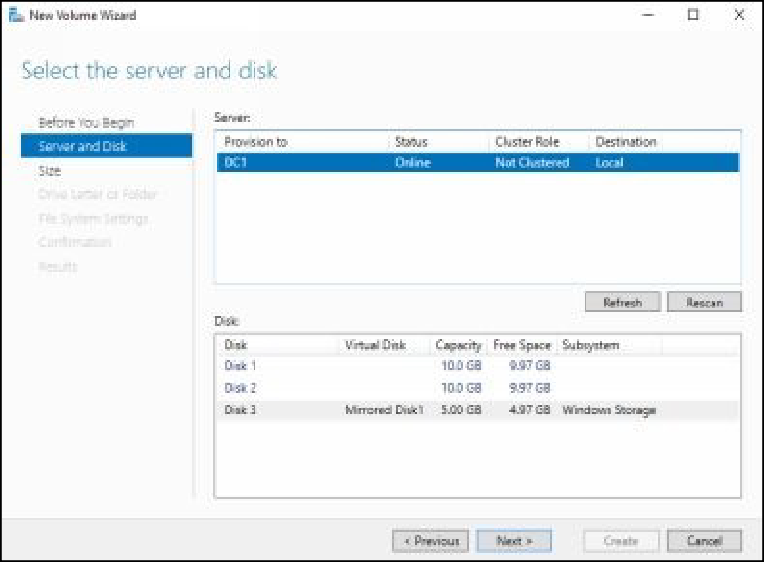 New Volume Wizard
Select the server and disk
Before You Begin
Server and Disk
Size
Drive Letter or Folder
File System Settings
Confirmation
Results
Server:
Provision to Status Cluster Role Destination
DC1 Online Not Clustered Local
Refresh Rescan
Disk:
Disk Virtual Disk Capacity Free Space Subsystem
Disk 1 10.0 GB 9.97 GB
Disk 2 10.0 GB 9.97 GB
Disk 3 Mirrored Disk1 5.00 GB 4.97 GB Windows Storage
< Previous Next > Create Cancel